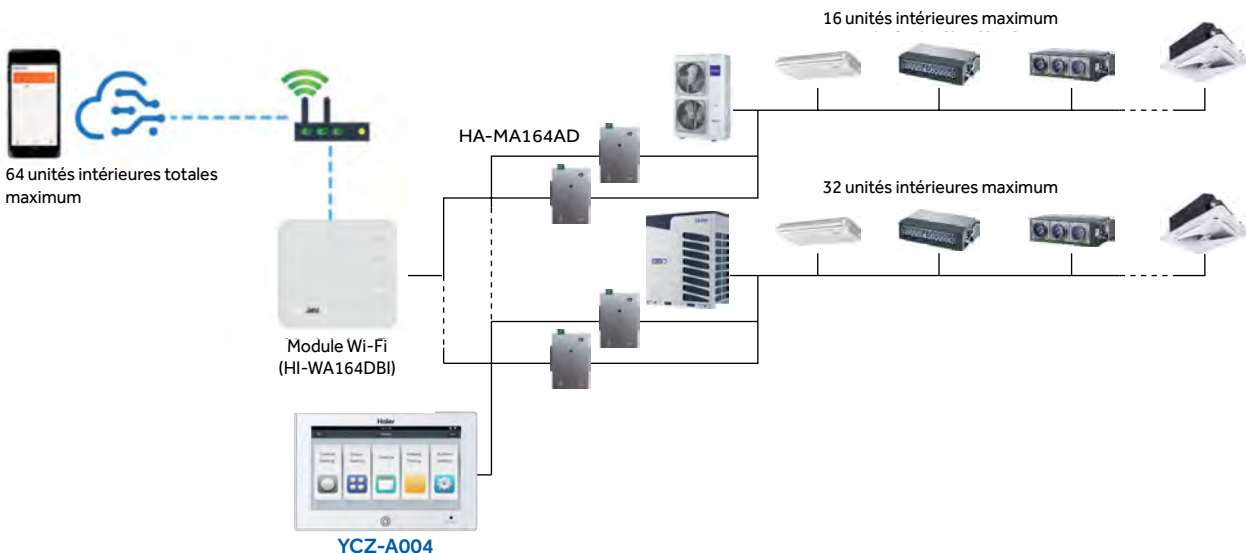 16 unités intérieures maximum
HA-MA164AD
64 unités intérieures totales
maximum
32 unités intérieures maximum
Module Wi-Fi
(HI-WA164DBI)
Haier
YCZ-A004